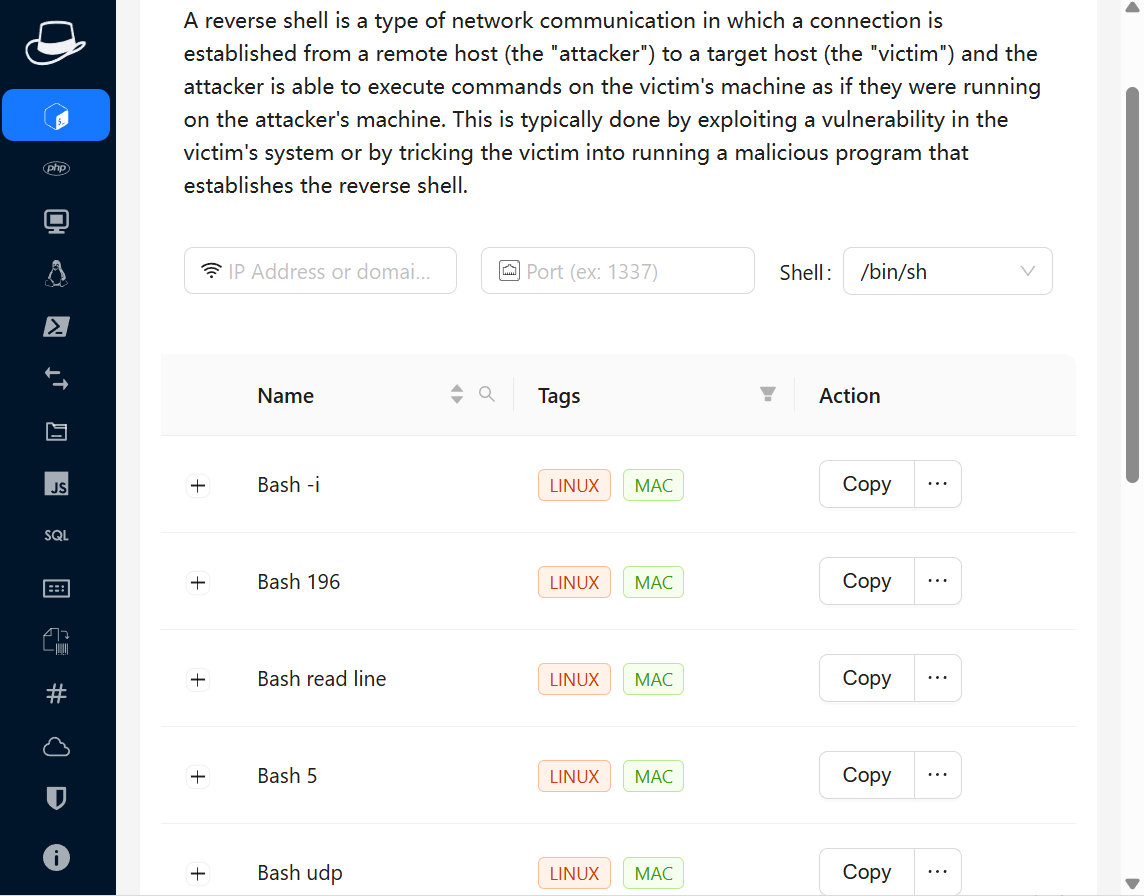 A reverse shell is a type of network communication in which a connection is
established from a remote host (the "attacker") to a target host (the "victim") and the
attacker is able to execute commands on the victim's machine as if they were running
on the attacker's machine. This is typically done by exploiting a vulnerability in the
victim's system or by tricking the victim into running a malicious program that
establishes the reverse shell.
IP Address or domai... Port (ex: 1337) Shell : /bin/sh
php
Name Tags Action
Bash -i LINUX MAC Copy ...
JS
SQL
Bash 196 LINUX MAC Copy ...
Bash read line LINUX MAC Copy ...
#
Bash 5 LINUX MAC Copy ...
Bash udp LINUX MAC Copy ...